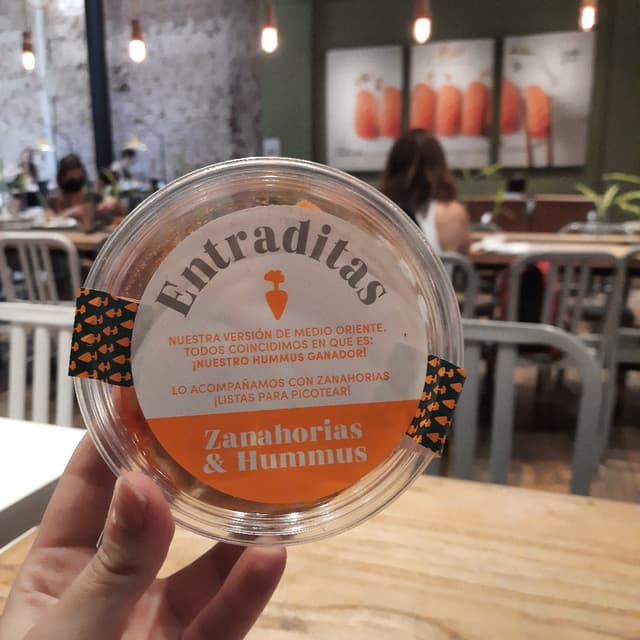 Entraditas
NUESTRA VERSIÓN DE MEDIO ORIENTE.
TODOS COINCIDIMOS EN QUE ES:
¡NUESTRO HUMMUS GANADOR!
LO ACOMPAÑAMOS CON ZANAHORIAS
¡LISTAS PARA PICOTEAR!
Zanahorias
& Hummus